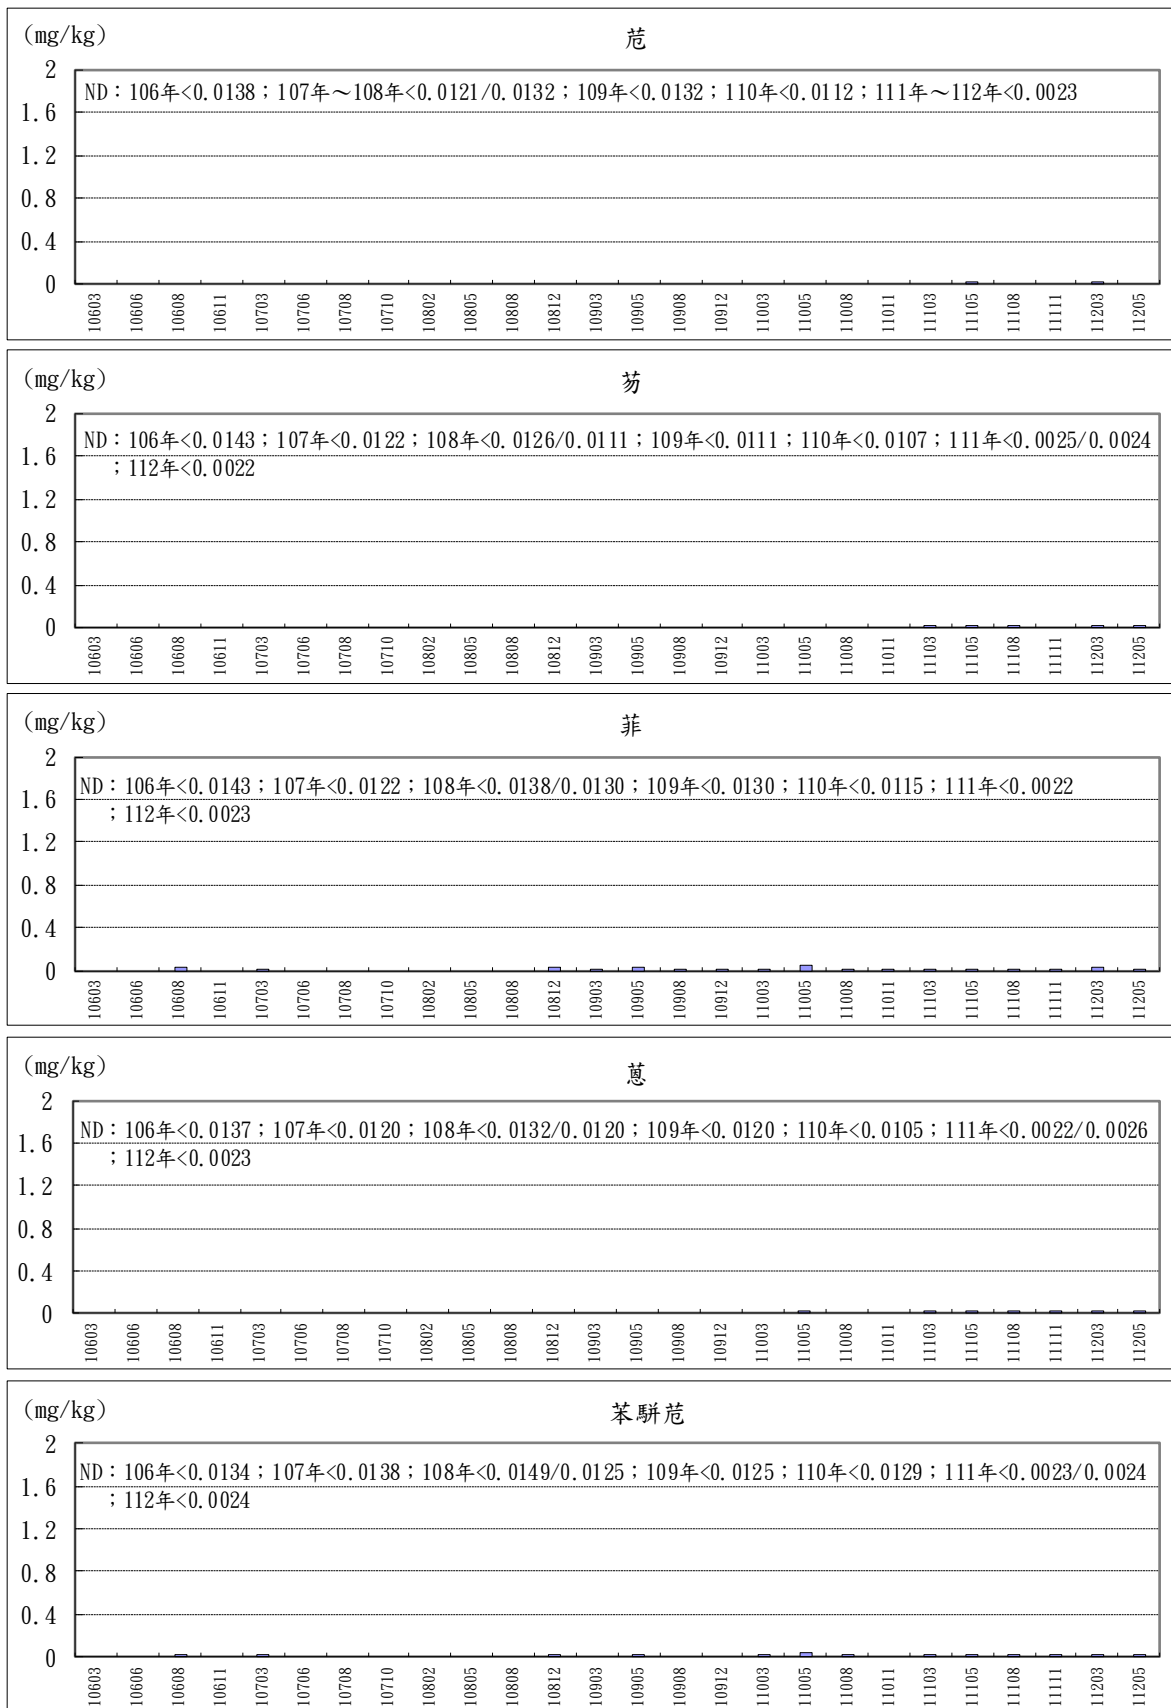 (mg/kg)
苊
2
ND：106年<0.0138；107年～108年<0.0121/0.0132；109年<0.0132；110年<0.0112；111年～112年<0.0023
1.6
1.2
0.8
0.4
0
10603 10606 10608 10611 10703 10706 10708 10710 10802 10805 10808 10812 10903 10905 10908 10912 11003 11005 11008 11011 11103 11105 11108 11111 11203 11205
(mg/kg)
芴
2
ND：106年<0.0143；107年<0.0122；108年<0.0126/0.0111；109年<0.0111；110年<0.0107；111年<0.0025/0.0024
1.6
；112年<0.0022
1.2
0.8
0.4
0
10603 10606 10608 10611 10703 10706 10708 10710 10802 10805 10808 10812 10903 10905 10908 10912 11003 11005 11008 11011 11103 11105 11108 11111 11203 11205
(mg/kg)
菲
2
ND：106年<0.0143；107年<0.0122；108年<0.0138/0.0130；109年<0.0130；110年<0.0115；111年<0.0022
1.6
；112年<0.0023
1.2
0.8
0.4
0
10603 10606 10608 10611 10703 10706 10708 10710 10802 10805 10808 10812 10903 10905 10908 10912 11003 11005 11008 11011 11103 11105 11108 11111 11203 11205
(mg/kg)
蒽
2
ND：106年<0.0137；107年<0.0120；108年<0.0132/0.0120；109年<0.0120；110年<0.0105；111年<0.0022/0.0026
1.6
；112年<0.0023
1.2
0.8
0.4
0
10603 10606 10608 10611 10703 10706 10708 10710 10802 10805 10808 10812 10903 10905 10908 10912 11003 11005 11008 11011 11103 11105 11108 11111 11203 11205
(mg/kg)
苯駢苊
2
ND：106年<0.0134；107年<0.0138；108年<0.0149/0.0125；109年<0.0125；110年<0.0129；111年<0.0023/0.0024
1.6
；112年<0.0024
1.2
0.8
0.4
0
10603 10606 10608 10611 10703 10706 10708 10710 10802 10805 10808 10812 10903 10905 10908 10912 11003 11005 11008 11011 11103 11105 11108 11111 11203 11205